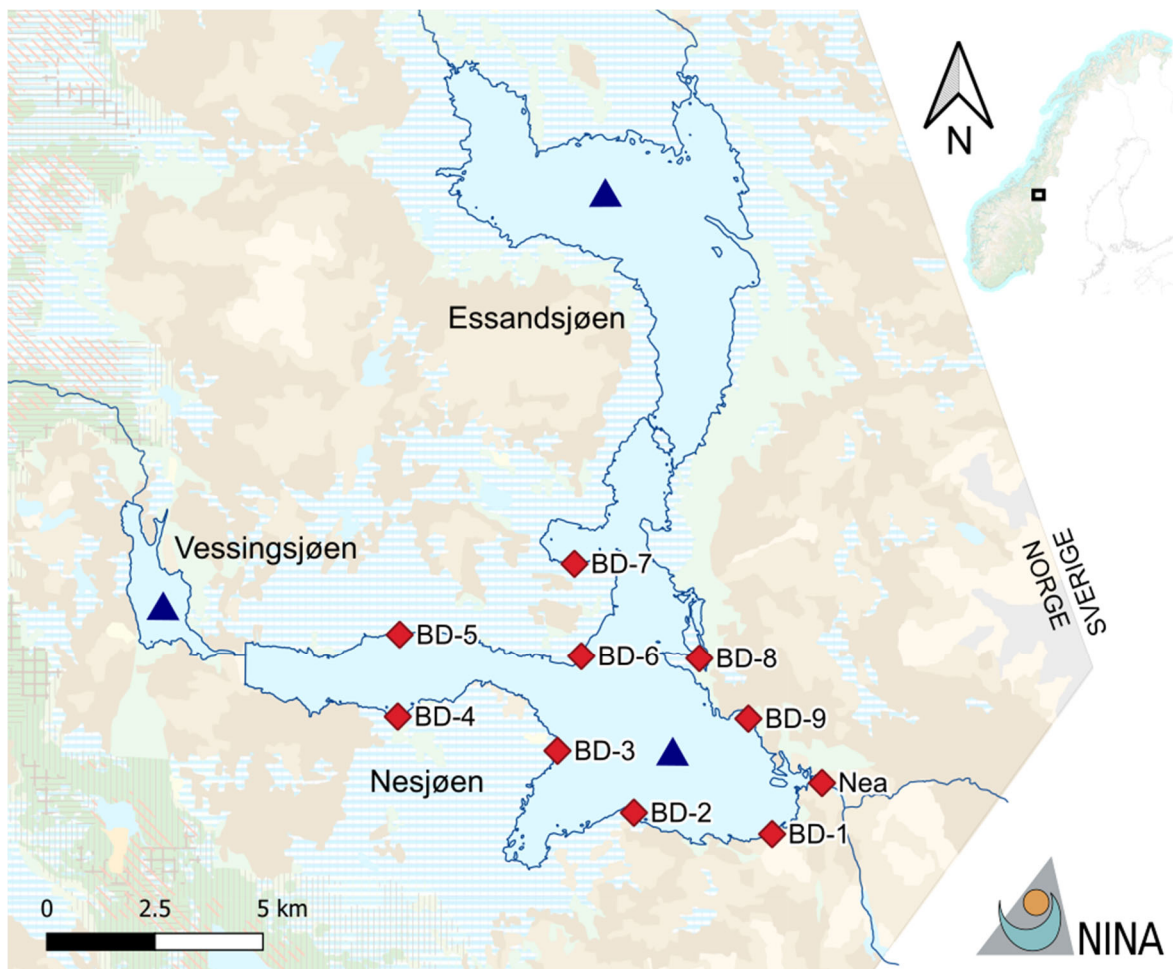 N
Essandsjøen
Vessingsjøen
NORGE
SVERIGE
BD-7
BD-5
BD-6
BD-8
BD-4
BD-9
BD-3
Nesjøen
Nea
BD-2
BD-1
0 2.5 5 km
NINA